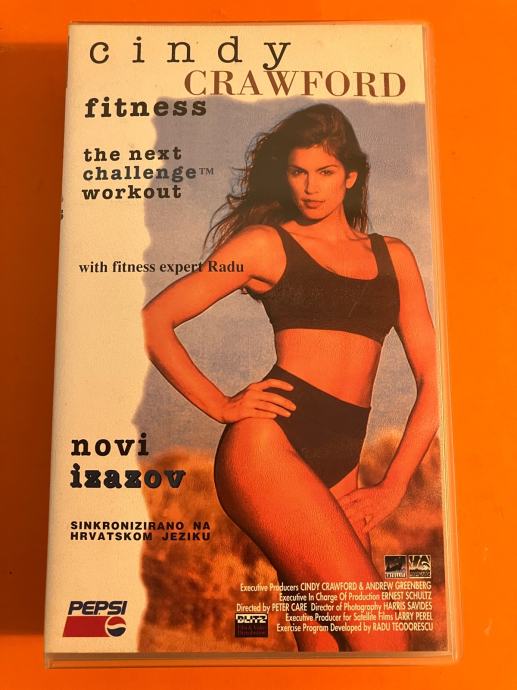 cindy
CRAWFORD
fitness
the next
challenge™
workout
with fitness expert Radu
novi
izazov
SINKRONIZIRANO NA
HRVATSKOM JEZIKU
PEPSI
Executive Producers CINDY CRAWFORD & ANDREW GREENBERG
Executive In Charge Of Production ERNEST SCHULTZ
Directed by PETER CARE Director of Photography HARRIS SAVIDES
Executive Producer for Satellite Films LARRY PEREL
Exercise Program Developed by RADU TEODORESCU
BLITZ